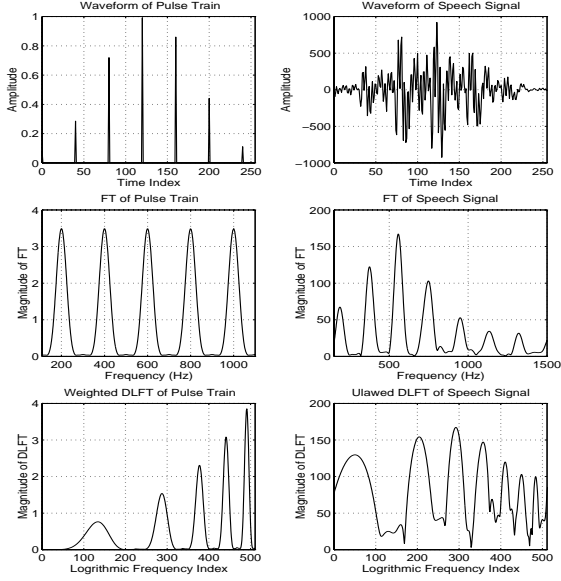 Waveform of Pulse Train
Amplitude
1
0.8
0.6
0.4
0.2
0
0 50 100 150 200 250
Time Index
Waveform of Speech Signal
Amplitude
1000
500
0
−500
−1000
0 50 100 150 200 250
Time Index
FT of Pulse Train
Magnitude of FT
4
3
2
1
0
200 400 600 800 1000
Frequency (Hz)
FT of Speech Signal
Magnitude of FT
200
150
100
50
0
500 1000 1500
Frequency (Hz)
Weighted DLFT of Pulse Train
Magnitude of DLFT
4
3
2
1
0
0 100 200 300 400 500
Logrithmic Frequency Index
Ulawed DLFT of Speech Signal
Magnitude of DLFT
200
150
100
50
0
0 100 200 300 400 500
Logrithmic Frequency Index